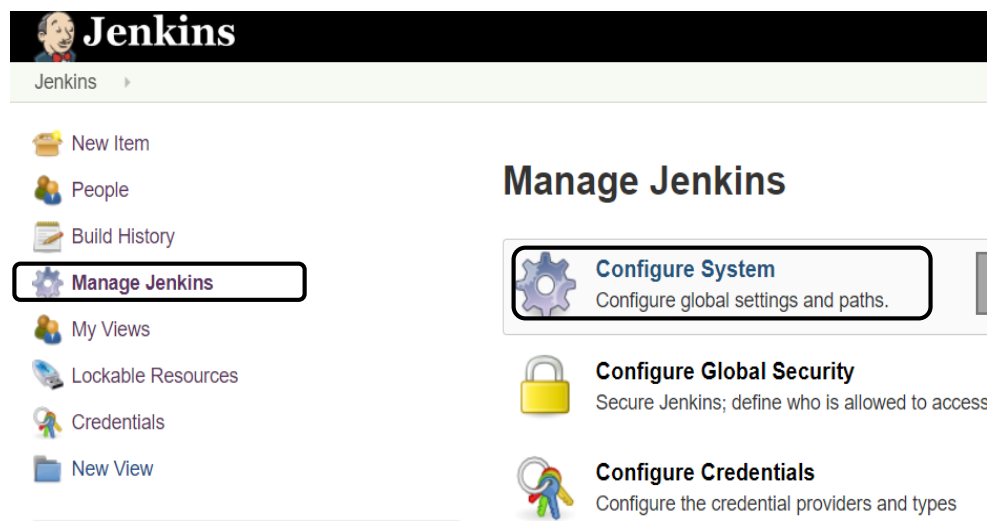 Jenkins
Jenkins
New Item
People
Build History
Manage Jenkins
My Views
Lockable Resources
Credentials
New View
Manage Jenkins
Configure System
Configure global settings and paths.
Configure Global Security
Secure Jenkins; define who is allowed to access
Configure Credentials
Configure the credential providers and types